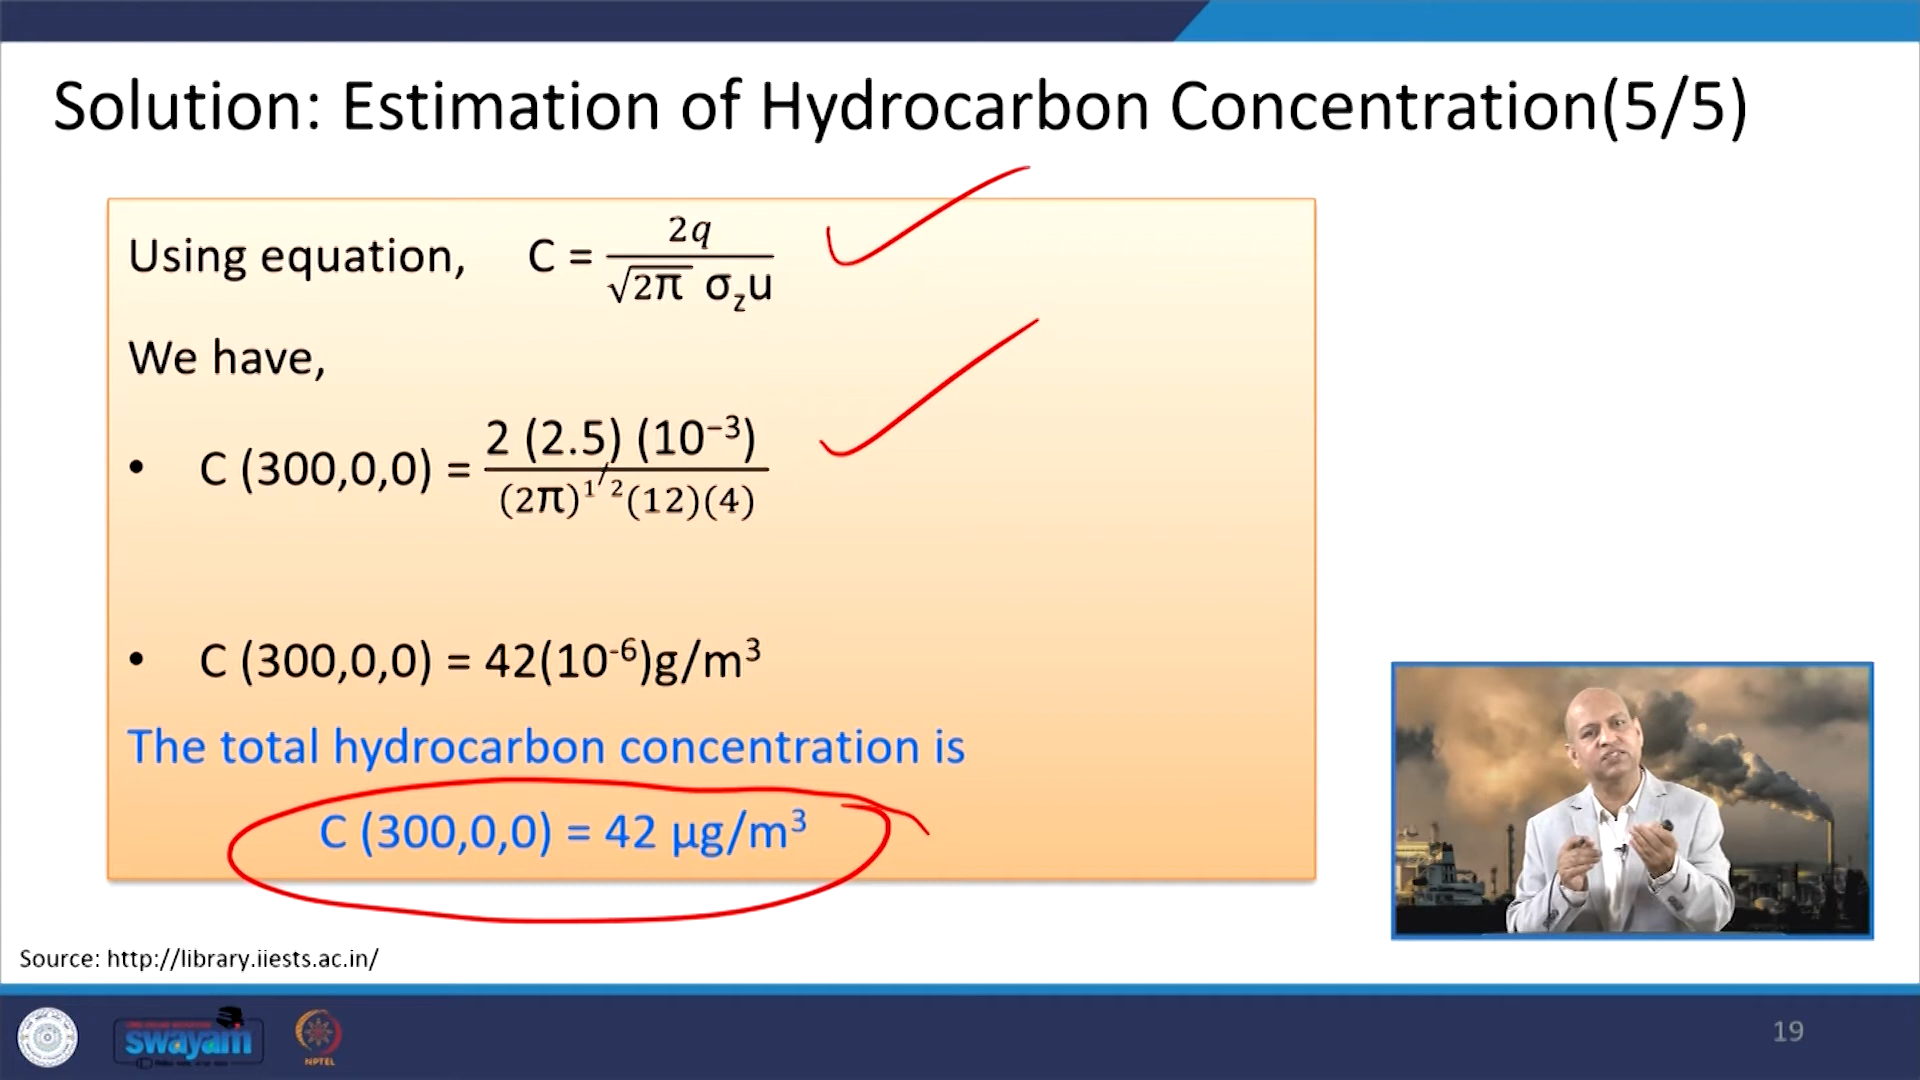 Solution: Estimation of Hydrocarbon Concentration(5/5)
Using equation, C = 2q / √2π σzu
We have,
• C (300,0,0) = 2 (2.5) (10⁻³) / (2π)^1/2 (12)(4)
• C (300,0,0) = 42(10⁻⁶)g/m³
The total hydrocarbon concentration is
C (300,0,0) = 42 µg/m³
Source: http://library.iiests.ac.in/
swayam
NPTEL
19